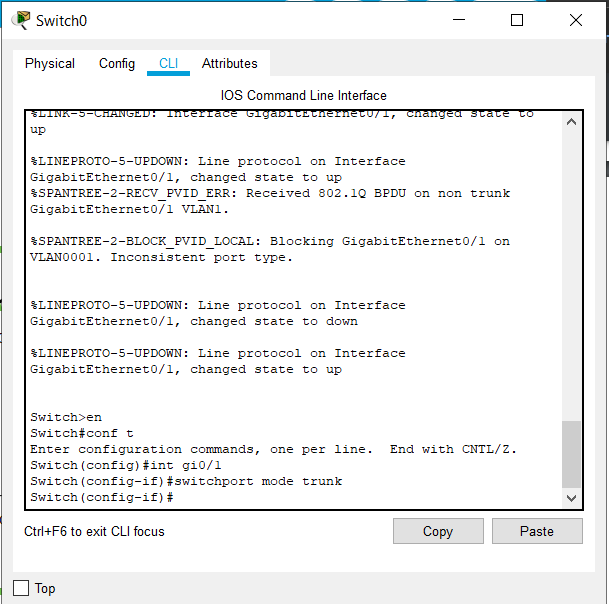 Switch0
Physical Config CLI Attributes
IOS Command Line Interface
%LINK-5-CHANGED: Interface GigabitEthernet0/1, changed state to
up
%LINEPROTO-5-UPDOWN: Line protocol on Interface
GigabitEthernet0/1, changed state to up
%SPANTREE-2-RECV_PVID_ERR: Received 802.1Q BPDU on non trunk
GigabitEthernet0/1 VLAN1.
%SPANTREE-2-BLOCK_PVID_LOCAL: Blocking GigabitEthernet0/1 on
VLAN0001. Inconsistent port type.
%LINEPROTO-5-UPDOWN: Line protocol on Interface
GigabitEthernet0/1, changed state to down
%LINEPROTO-5-UPDOWN: Line protocol on Interface
GigabitEthernet0/1, changed state to up
Switch>en
Switch#conf t
Enter configuration commands, one per line.  End with CNTL/Z.
Switch(config)#int gi0/1
Switch(config-if)#switchport mode trunk
Switch(config-if)#
Ctrl+F6 to exit CLI focus
Copy Paste
Top